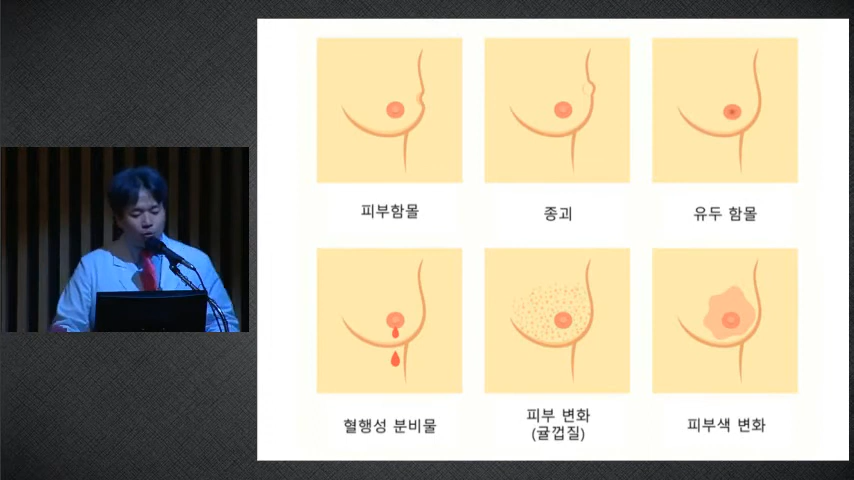 피부함몰
종괴
유두 함몰
혈행성 분비물
피부 변화
(귤껍질)
피부색 변화